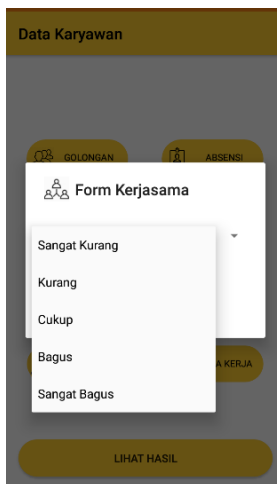 Data Karyawan
GOLONGAN
ABSENSI
Form Kerjasama
Sangat Kurang
Kurang
Cukup
Bagus
Sangat Bagus
A KERJA
LIHAT HASIL